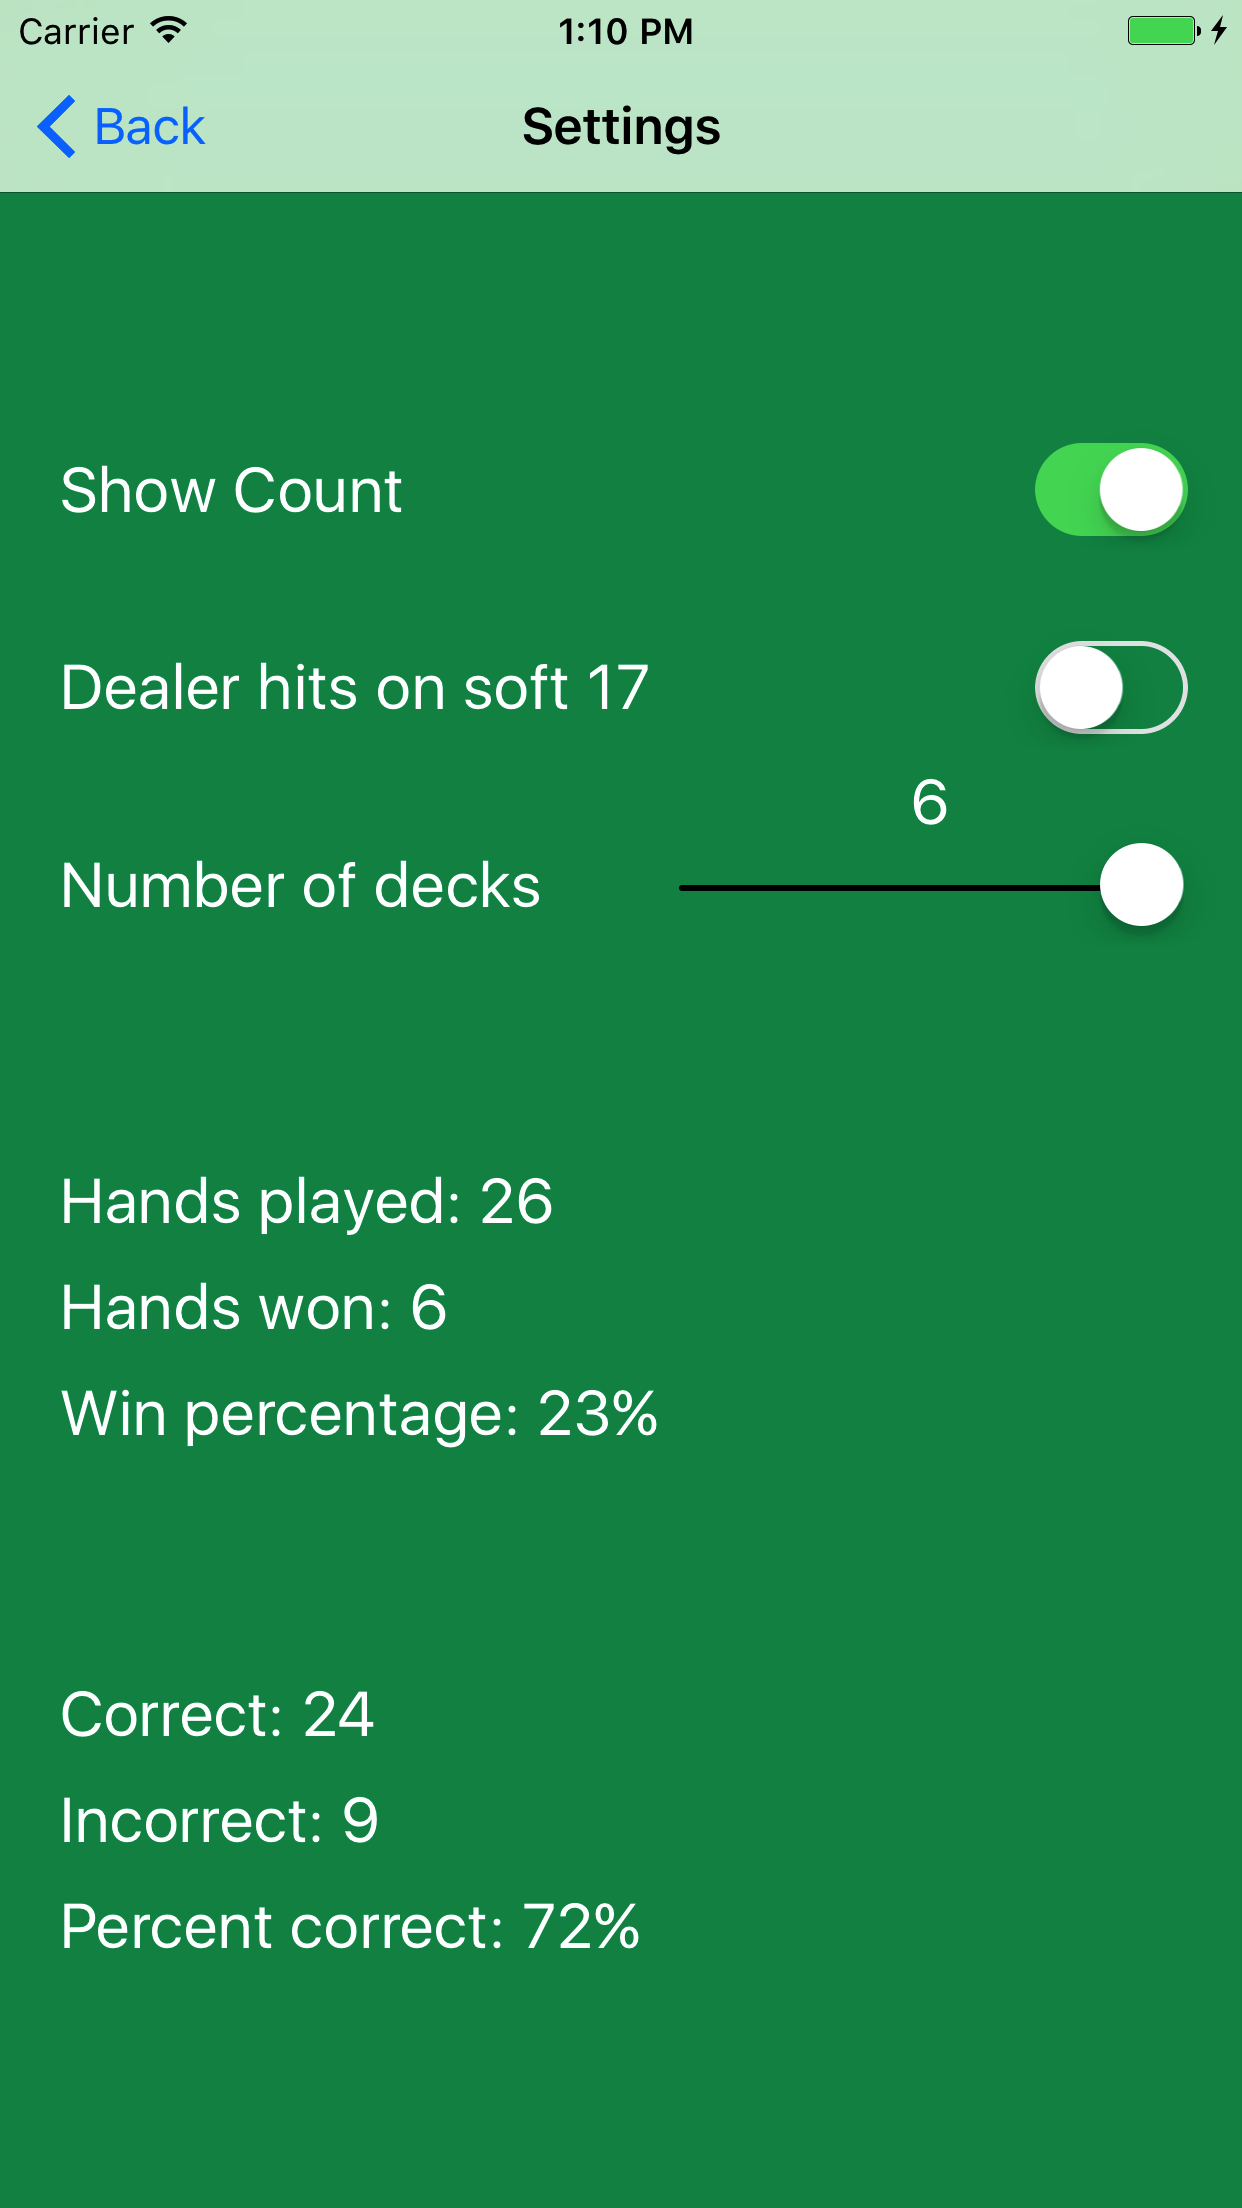 Carrier 1:10 PM
Back Settings
Show Count
Dealer hits on soft 17
6
Number of decks
Hands played: 26
Hands won: 6
Win percentage: 23%
Correct: 24
Incorrect: 9
Percent correct: 72%